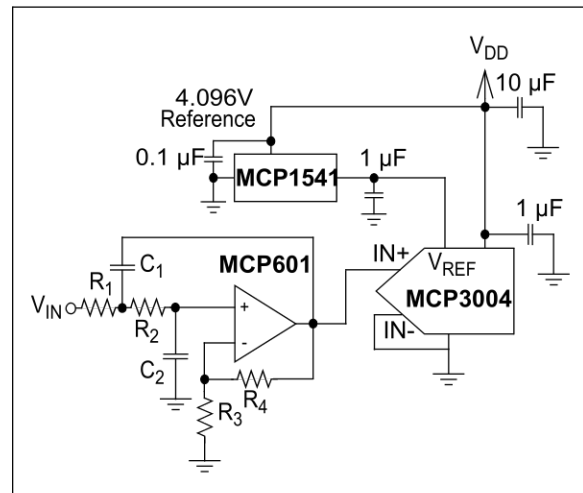 V_DD
10 µF
4.096V
Reference
0.1 µF
MCP1541
1 µF
1 µF
V_REF
MCP3004
IN+
IN-
C_1
MCP601
V_IN
R_1
R_2
+
-
C_2
R_4
R_3